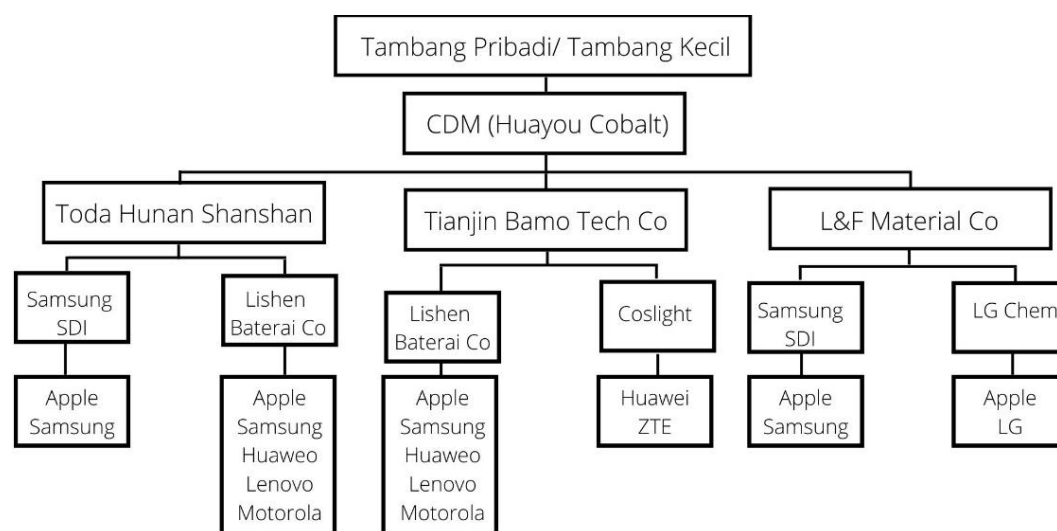 Tambang Pribadi/ Tambang Kecil
CDM (Huayou Cobalt)
Toda Hunan Shanshan
Tianjin Bamo Tech Co
L&F Material Co
Samsung
SDI
Lishen
Baterai Co
Lishen
Baterai Co
Coslight
Samsung
SDI
LG Chem
Apple
Samsung
Apple
Samsung
Huaweo
Lenovo
Motorola
Apple
Samsung
Huaweo
Lenovo
Motorola
Huawei
ZTE
Apple
Samsung
Apple
LG